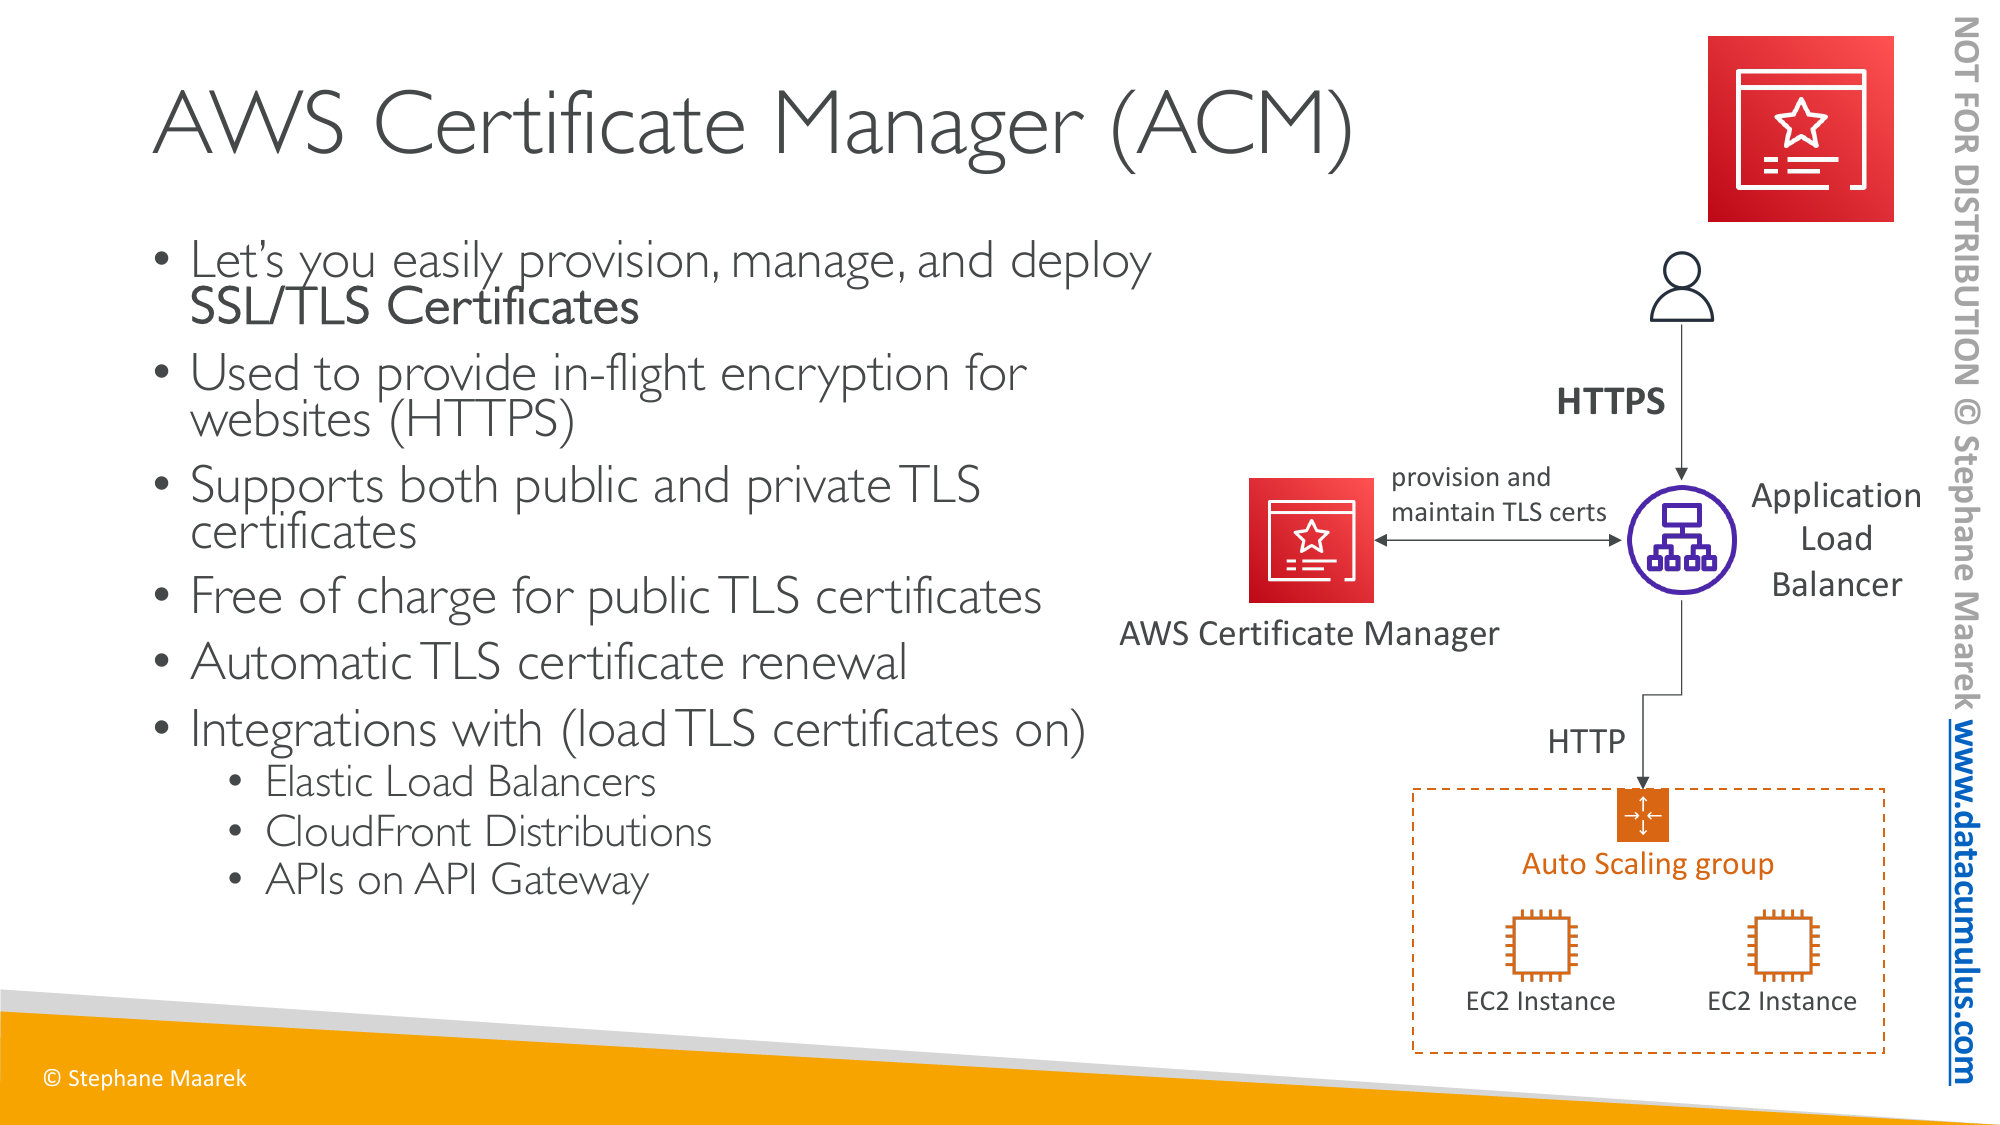 AWS Certificate Manager (ACM)
• Let's you easily provision, manage, and deploy
SSL/TLS Certificates
• Used to provide in-flight encryption for
websites (HTTPS)
• Supports both public and private TLS
certificates
• Free of charge for public TLS certificates
• Automatic TLS certificate renewal
• Integrations with (load TLS certificates on)
• Elastic Load Balancers
• CloudFront Distributions
• APIs on API Gateway
HTTPS
provision and
maintain TLS certs
Application
Load
Balancer
AWS Certificate Manager
HTTP
Auto Scaling group
EC2 Instance
EC2 Instance
© Stephane Maarek
NOT FOR DISTRIBUTION © Stephane Maarek www.datacumulus.com